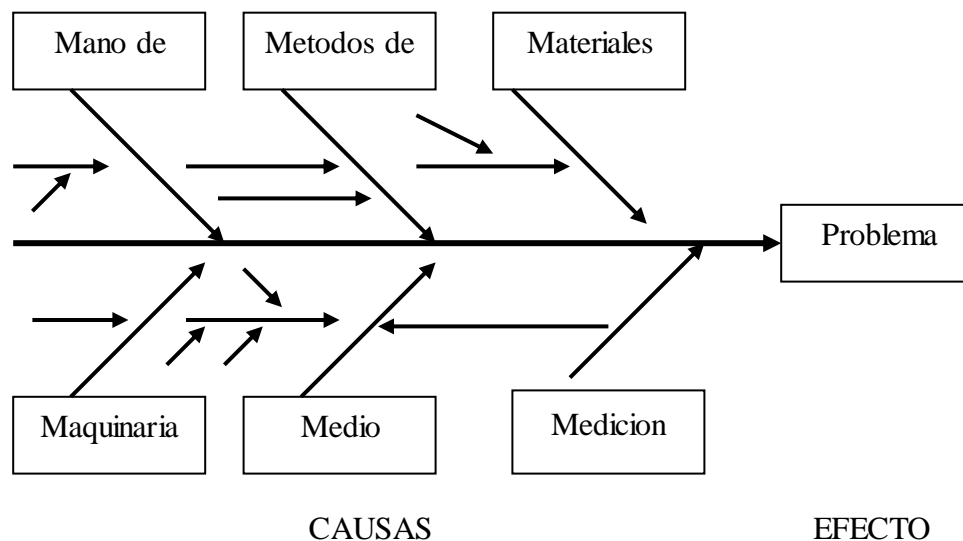 Mano de
Metodos de
Materiales
Problema
Maquinaria
Medio
Medicion
CAUSAS
EFECTO